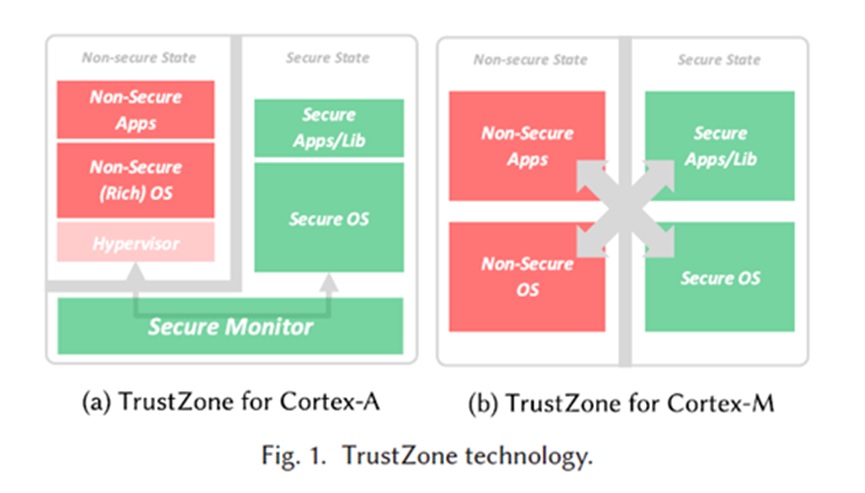 Non-secure State
Non-Secure
Apps
Non-Secure
(Rich) OS
Hypervisor
Secure State
Secure
Apps/Lib
Secure OS
Secure Monitor
(a) TrustZone for Cortex-A
Non-secure State
Non-Secure
Apps
Non-Secure
OS
Secure State
Secure
Apps/Lib
Secure OS
(b) TrustZone for Cortex-M
Fig. 1. TrustZone technology.